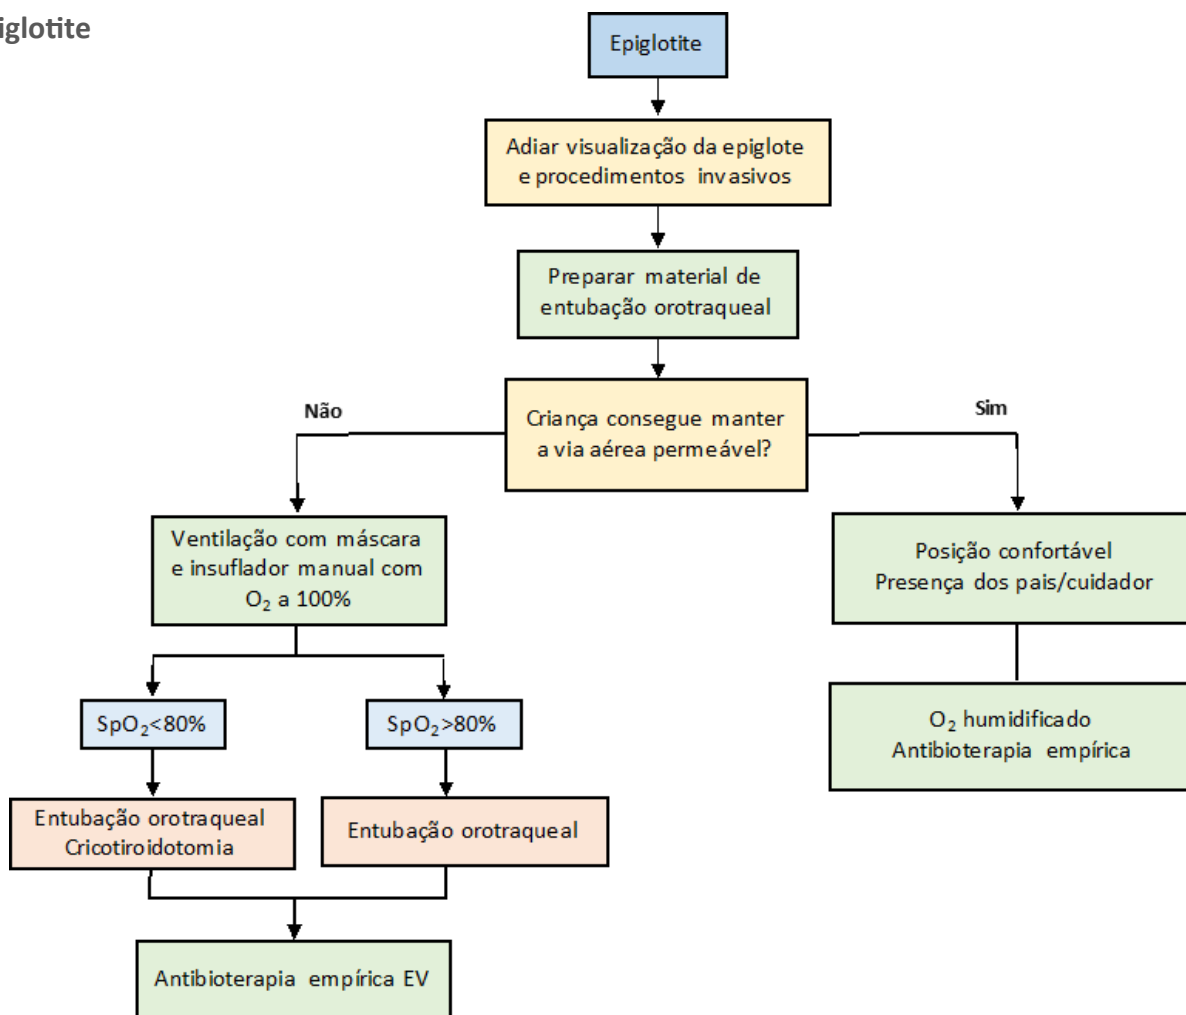 iglotite
Epiglotite
Adiar visualização da epiglote
e procedimentos invasivos
Preparar material de
entubação orotraqueal
Criança consegue manter
a via aérea permeável?
Não
Sim
Ventilação com máscara
e insuflador manual com
O₂ a 100%
Posição confortável
Presença dos pais/cuidador
SpO₂<80%
SpO₂>80%
O₂ humidificado
Antibioterapia empírica
Entubação orotraqueal
Cricotiroidotomia
Entubação orotraqueal
Antibioterapia empírica EV